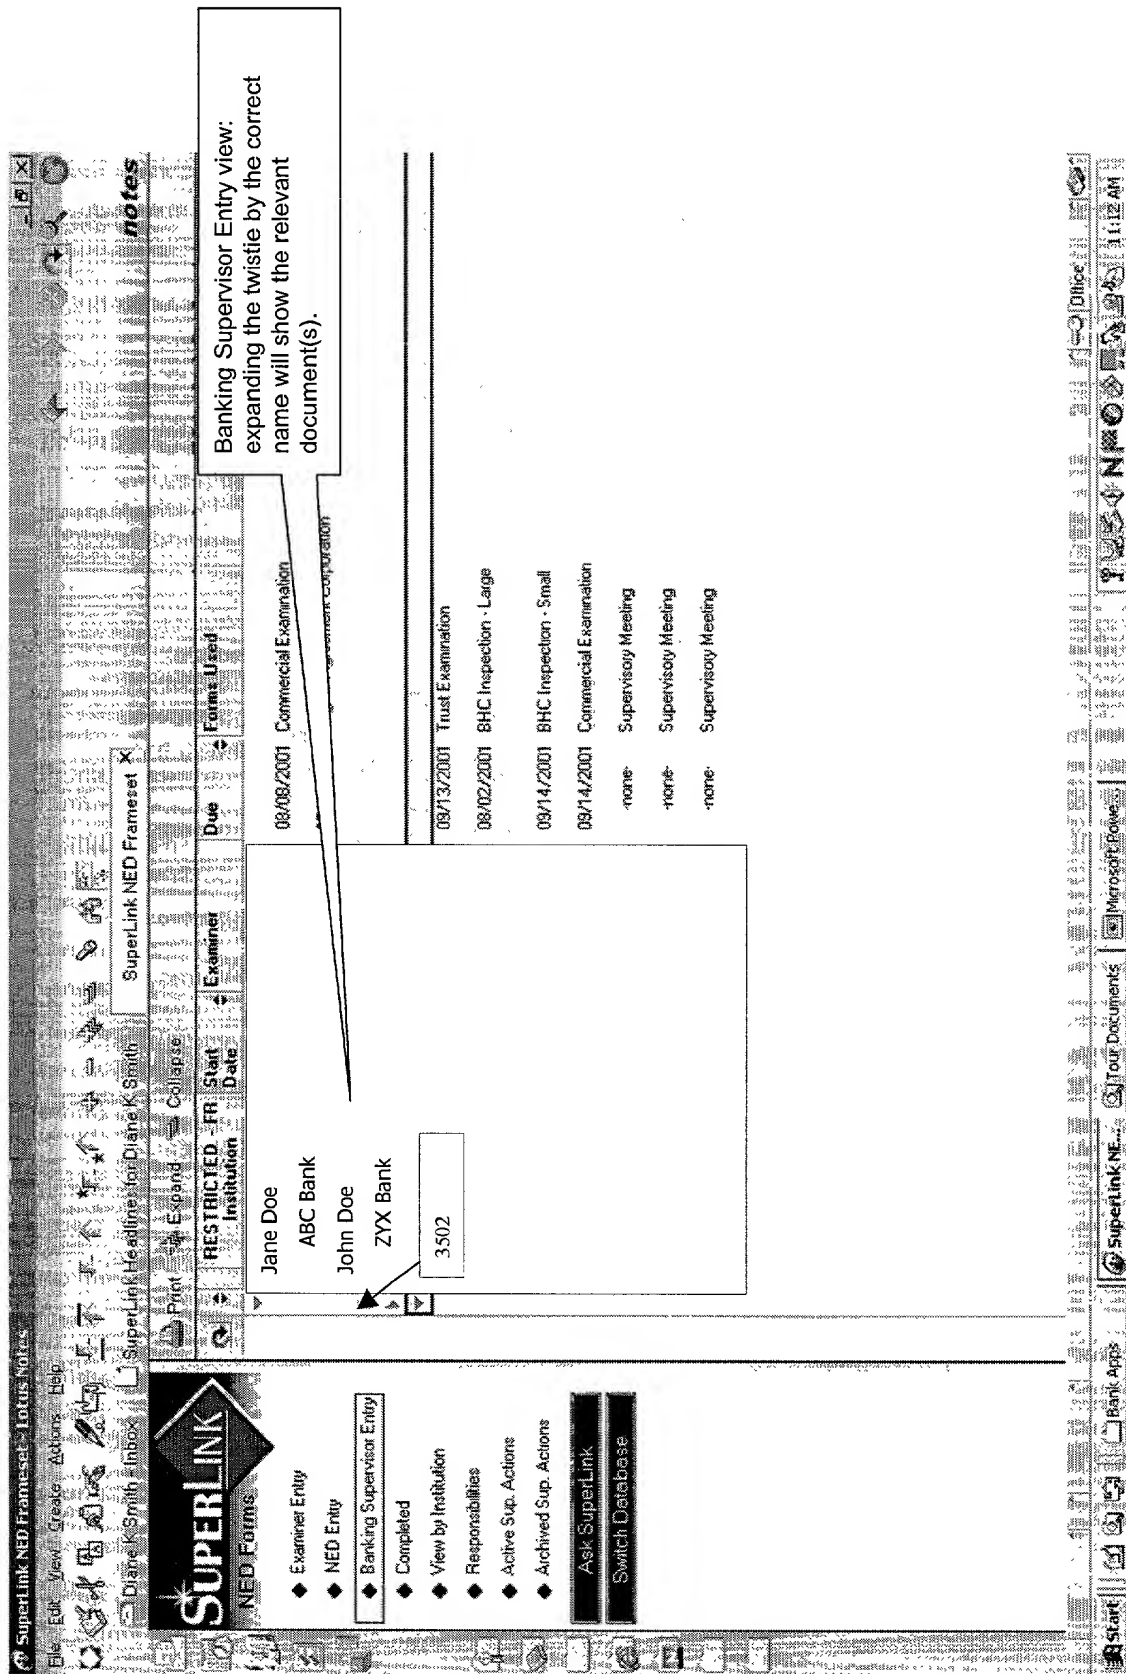 SuperLink NED Frameset - Lotus Notes
File Edit View Create Actions Help
Diane K Smith - Inbox
SuperLink Headliner for Diane K Smith
SuperLink NED Frameset X
notes
SUPERLINK
NED Forms
Examiner Entry
NED Entry
Banking Supervisor Entry
Completed
View by Institution
Responsibilities
Active Sup. Actions
Archived Sup. Actions
Ask SuperLink
Switch Database
Print Expand Collapse
RESTRICTED - FR Start Examiner Due Forms Used
Institution Date
Jane Doe
ABC Bank
08/08/2001 Commercial Examination
John Doe
Corporation
ZYX Bank
3502
09/13/2001 Trust Examination
08/02/2001 BHC Inspection - Large
09/14/2001 BHC Inspection - Small
09/14/2001 Commercial Examination
-none- Supervisory Meeting
-none- Supervisory Meeting
-none- Supervisory Meeting
Banking Supervisor Entry view:
expanding the twistie by the correct
name will show the relevant
document(s).
Office
Start Bank Apps SuperLink NE... Tour Documents Microsoft Powe... 11:12 AM